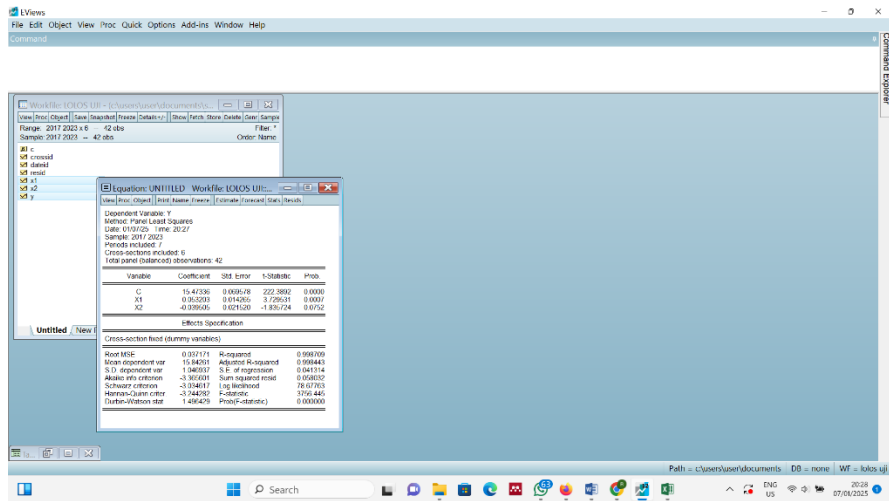 EViews
File Edit Object View Proc Quick Options Add-ins Window Help
Command
Command Explorer
Workfile: LOLOS UJI - (c:\users\user\documents\s...
View Proc Object Save Snapshot Freeze Details+/- Show Fetch Store Delete Genr Sample
Range: 2017 2023 x 6 -- 42 obs Filter: *
Sample: 2017 2023 -- 42 obs Order: Name
c
crossid
dateid
resid
x1
x2
y
Untitled New
Equation: UNTITLED Workfile: LOLOS UJI::...
View Proc Object Print Name Freeze Estimate Forecast Stats Resids
Dependent Variable: Y
Method: Panel Least Squares
Date: 01/07/25 Time: 20:27
Sample: 2017 2023
Periods included: 7
Cross-sections included: 6
Total panel (balanced) observations: 42
Variable Coefficient Std. Error t-Statistic Prob.
C 15.47336 0.069578 222.3892 0.0000
X1 0.053203 0.014265 3.729531 0.0007
X2 -0.039505 0.021520 -1.835724 0.0752
Effects Specification
Cross-section fixed (dummy variables)
Root MSE 0.037171 R-squared 0.998709
Mean dependent var 15.84261 Adjusted R-squared 0.998443
S.D. dependent var 1.046937 S.E. of regression 0.041314
Akaike info criterion -3.365601 Sum squared resid 0.058032
Schwarz criterion -3.034617 Log likelihood 78.67763
Hannan-Quinn criter. -3.244282 F-statistic 3756.445
Durbin-Watson stat 1.496429 Prob(F-statistic) 0.000000
Path = c:\users\user\documents DB = none WF = lolos uji
Search
63
ENG
US
20:28
07/01/2025